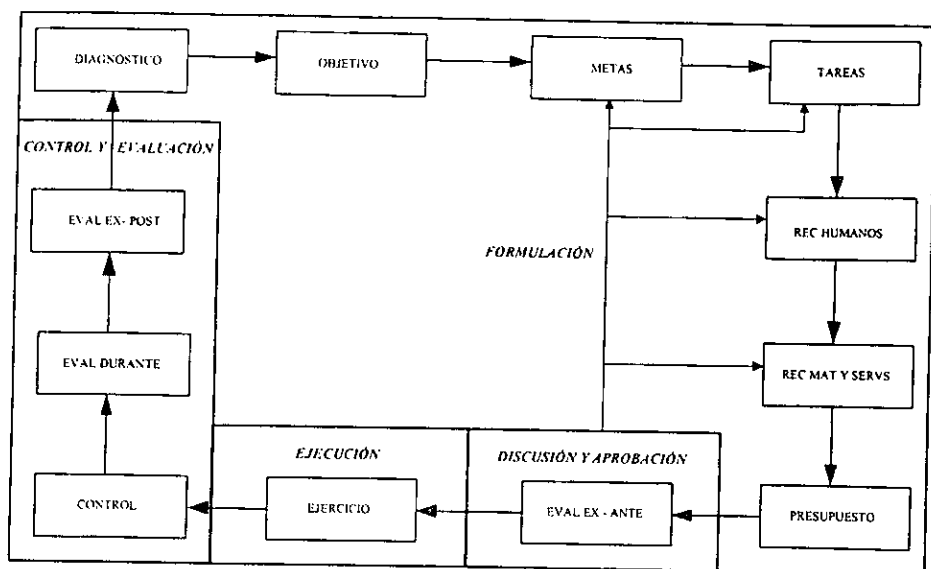 DIAGNOSTICO
OBJETIVO
METAS
TAREAS
CONTROL Y EVALUACIÓN
EVAL EX- POST
REC HUMANOS
FORMULACIÓN
EVAL DURANTE
REC MAT Y SERVS
EJECUCIÓN
DISCUSIÓN Y APROBACIÓN
CONTROL
EJERCICIO
EVAL EX - ANTE
PRESUPUESTO